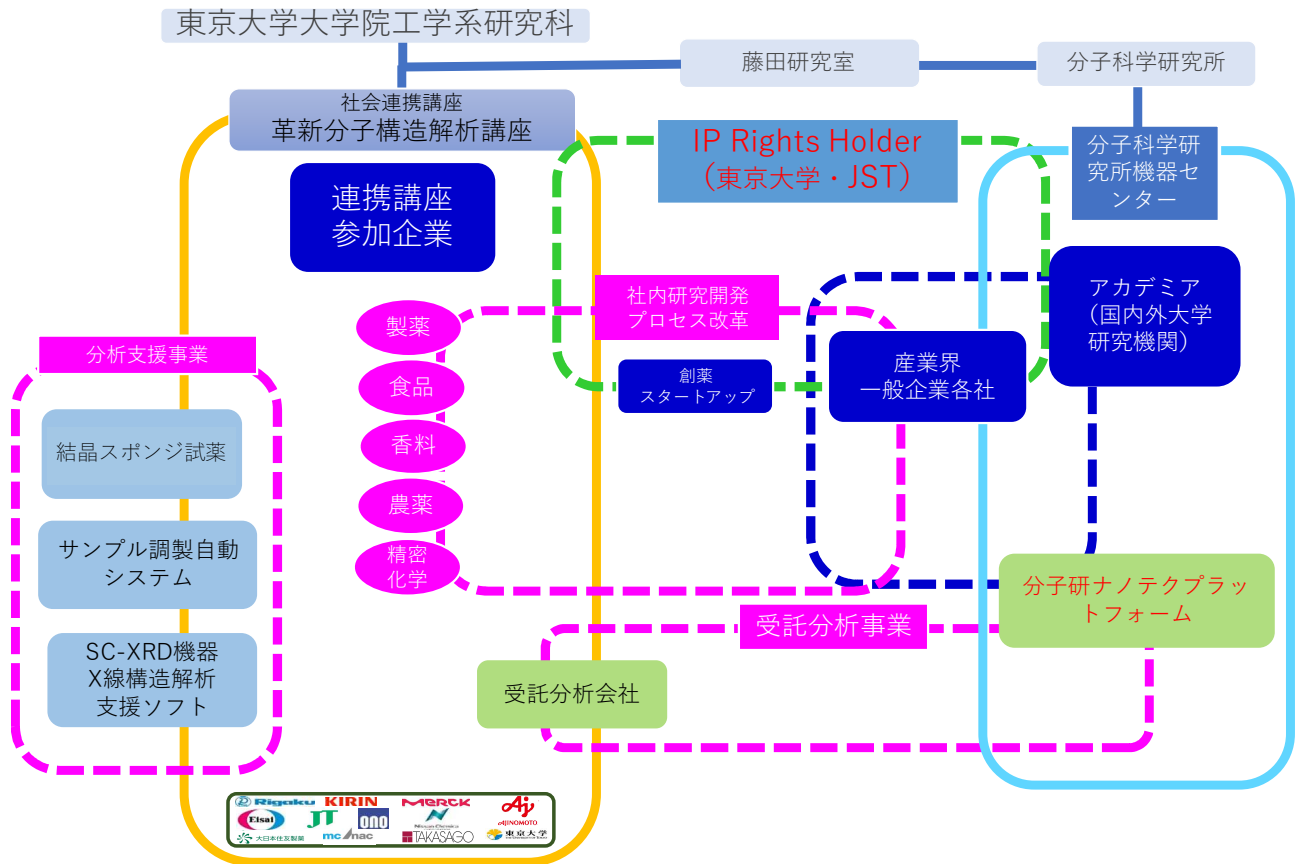 東京大学大学院工学系研究科
藤田研究室
分子科学研究所
社会連携講座
革新分子構造解析講座
IP Rights Holder
（東京大学・JST）
分子科学研
究所機器セ
ンター
連携講座
参加企業
アカデミア
（国内外大学
研究機関）
社内研究開発
プロセス改革
製薬
分析支援事業
産業界
一般企業各社
創薬
スタートアップ
食品
香料
結晶スポンジ試薬
農薬
サンプル調製自動
システム
精密
化学
分子研ナノテクプラッ
トフォーム
受託分析事業
SC-XRD機器
X線構造解析
支援ソフト
受託分析会社
Rigaku
KIRIN
MERCK
Aj
AJINOMOTO
Eisai
JT
ono
Nissan Chemical
大日本住友製薬
mcAnac
TAKASAGO
東京大学